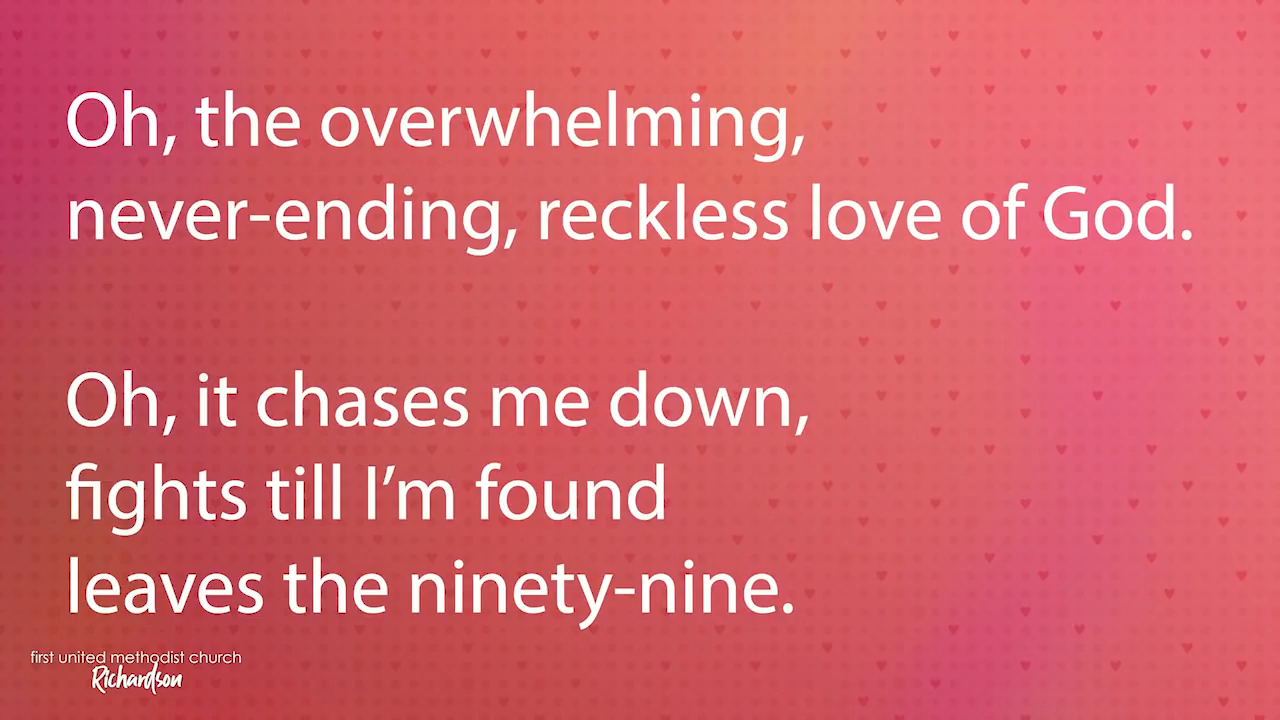 Oh, the overwhelming,
never-ending, reckless love of God.
Oh, it chases me down,
fights till I’m found
leaves the ninety-nine.
first united methodist church
Richardson